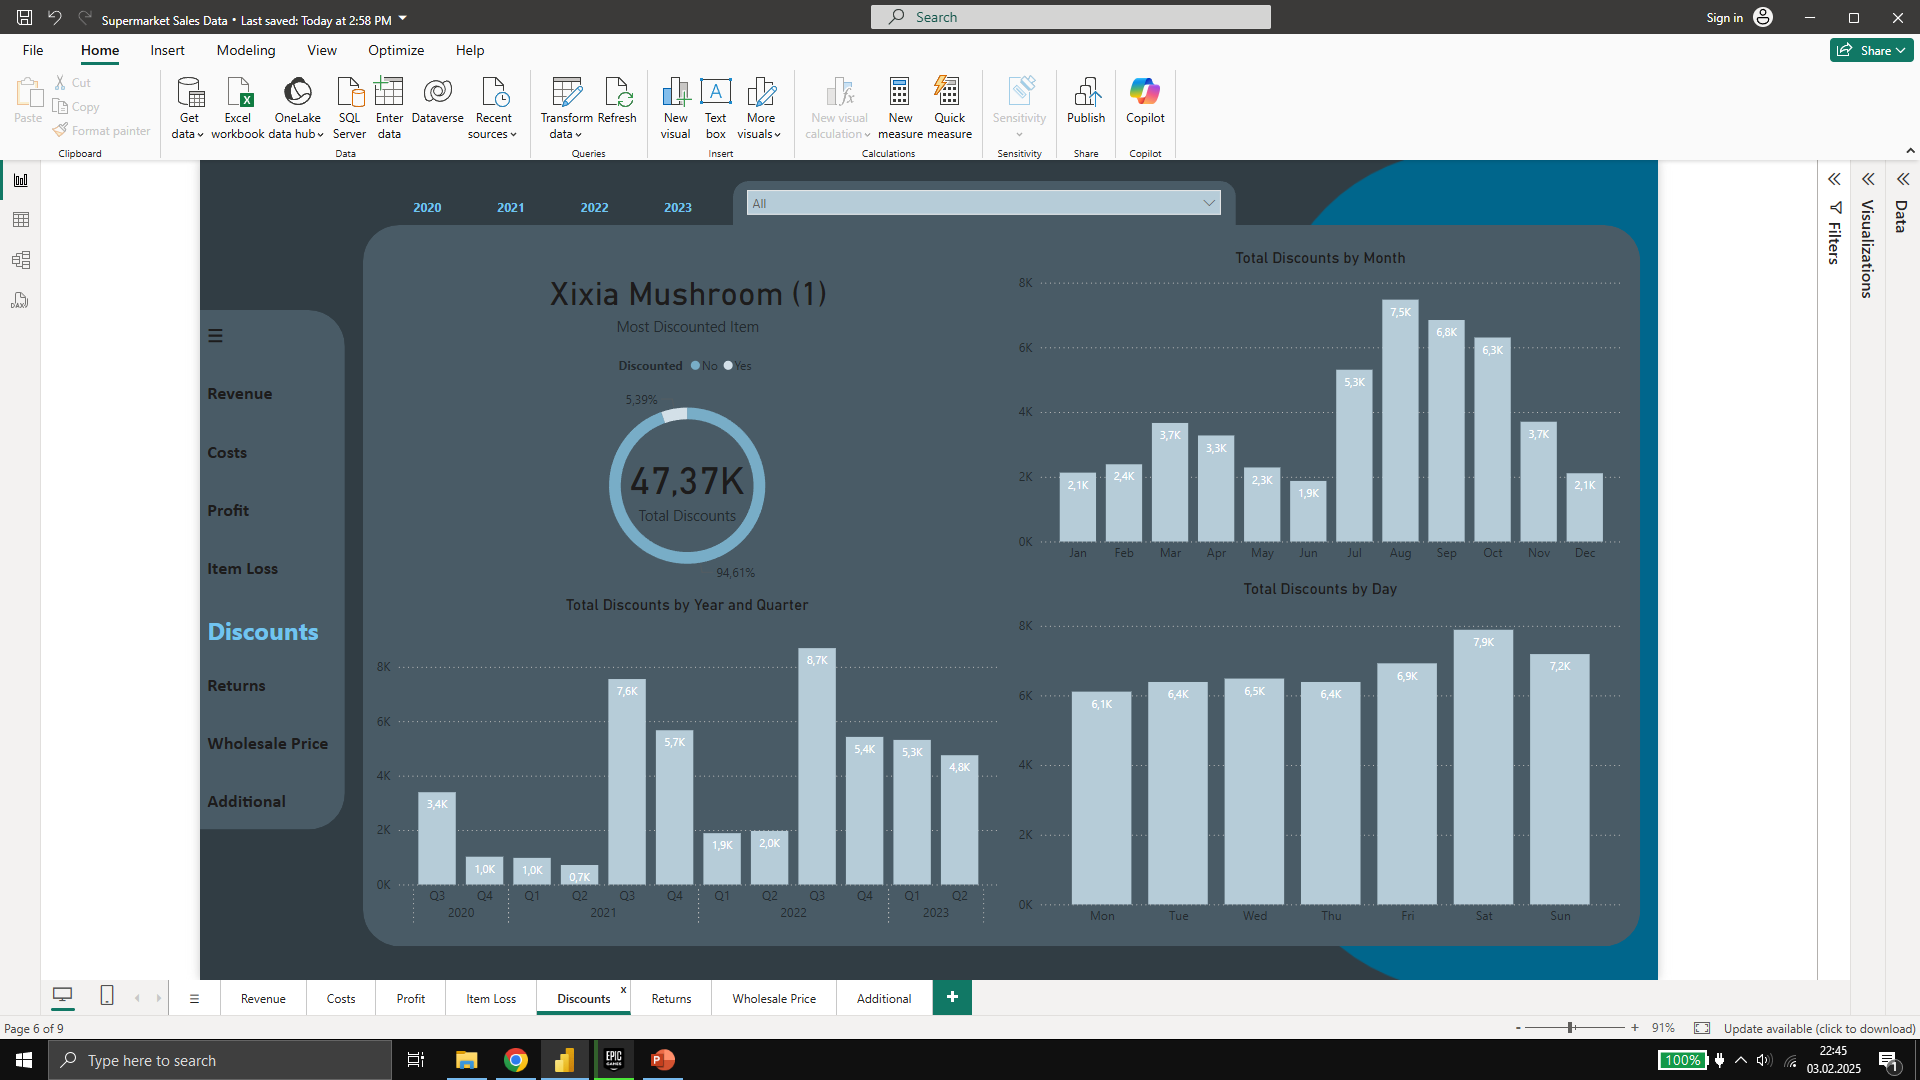 Supermarket Sales Data • Last saved: Today at 2:58 PM
Search
Sign in
File Home Insert Modeling View Optimize Help
Share
Paste
Cut
Copy
Format painter
Clipboard
Get data
Excel workbook
OneLake data hub
SQL Server
Enter data
Dataverse
Recent sources
Data
Transform data
Refresh
Queries
New visual
Text box
More visuals
Insert
New visual calculation
New measure
Quick measure
Calculations
Sensitivity
Sensitivity
Publish
Share
Copilot
Copilot
2020 2021 2022 2023
All
Filters
Visualizations
Data
Revenue
Costs
Profit
Item Loss
Discounts
Returns
Wholesale Price
Additional
Xixia Mushroom (1)
Most Discounted Item
Discounted No Yes
5,39%
47,37K
Total Discounts
94,61%
Total Discounts by Month
8K
6K
4K
2K
0K
2,1K 2,4K 3,7K 3,3K 2,3K 1,9K 5,3K 7,5K 6,8K 6,3K 3,7K 2,1K
Jan Feb Mar Apr May Jun Jul Aug Sep Oct Nov Dec
Total Discounts by Year and Quarter
8K
6K
4K
2K
0K
3,4K 1,0K 1,0K 0,7K 7,6K 5,7K 1,9K 2,0K 8,7K 5,4K 5,3K 4,8K
Q3 Q4 Q1 Q2 Q3 Q4 Q1 Q2 Q3 Q4 Q1 Q2
2020 2021 2022 2023
Total Discounts by Day
8K
6K
4K
2K
0K
6,1K 6,4K 6,5K 6,4K 6,9K 7,9K 7,2K
Mon Tue Wed Thu Fri Sat Sun
Revenue Costs Profit Item Loss Discounts x Returns Wholesale Price Additional +
Page 6 of 9
- + 91%
Update available (click to download)
Type here to search
EPIC GAMES
P
100%
22:45
03.02.2025
1